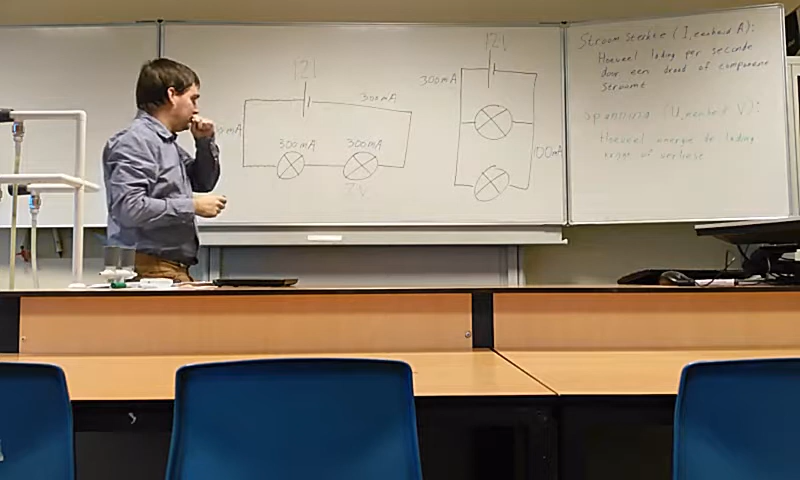 12V
300mA
300mA
300mA
7V
12V
300mA
100mA
Stroomsterkte (I, eenheid A):
Hoeveel lading per seconde
door een draad of component
stroomt
Spanning (U, eenheid V):
Hoeveel energie de lading
krijgt of verliest